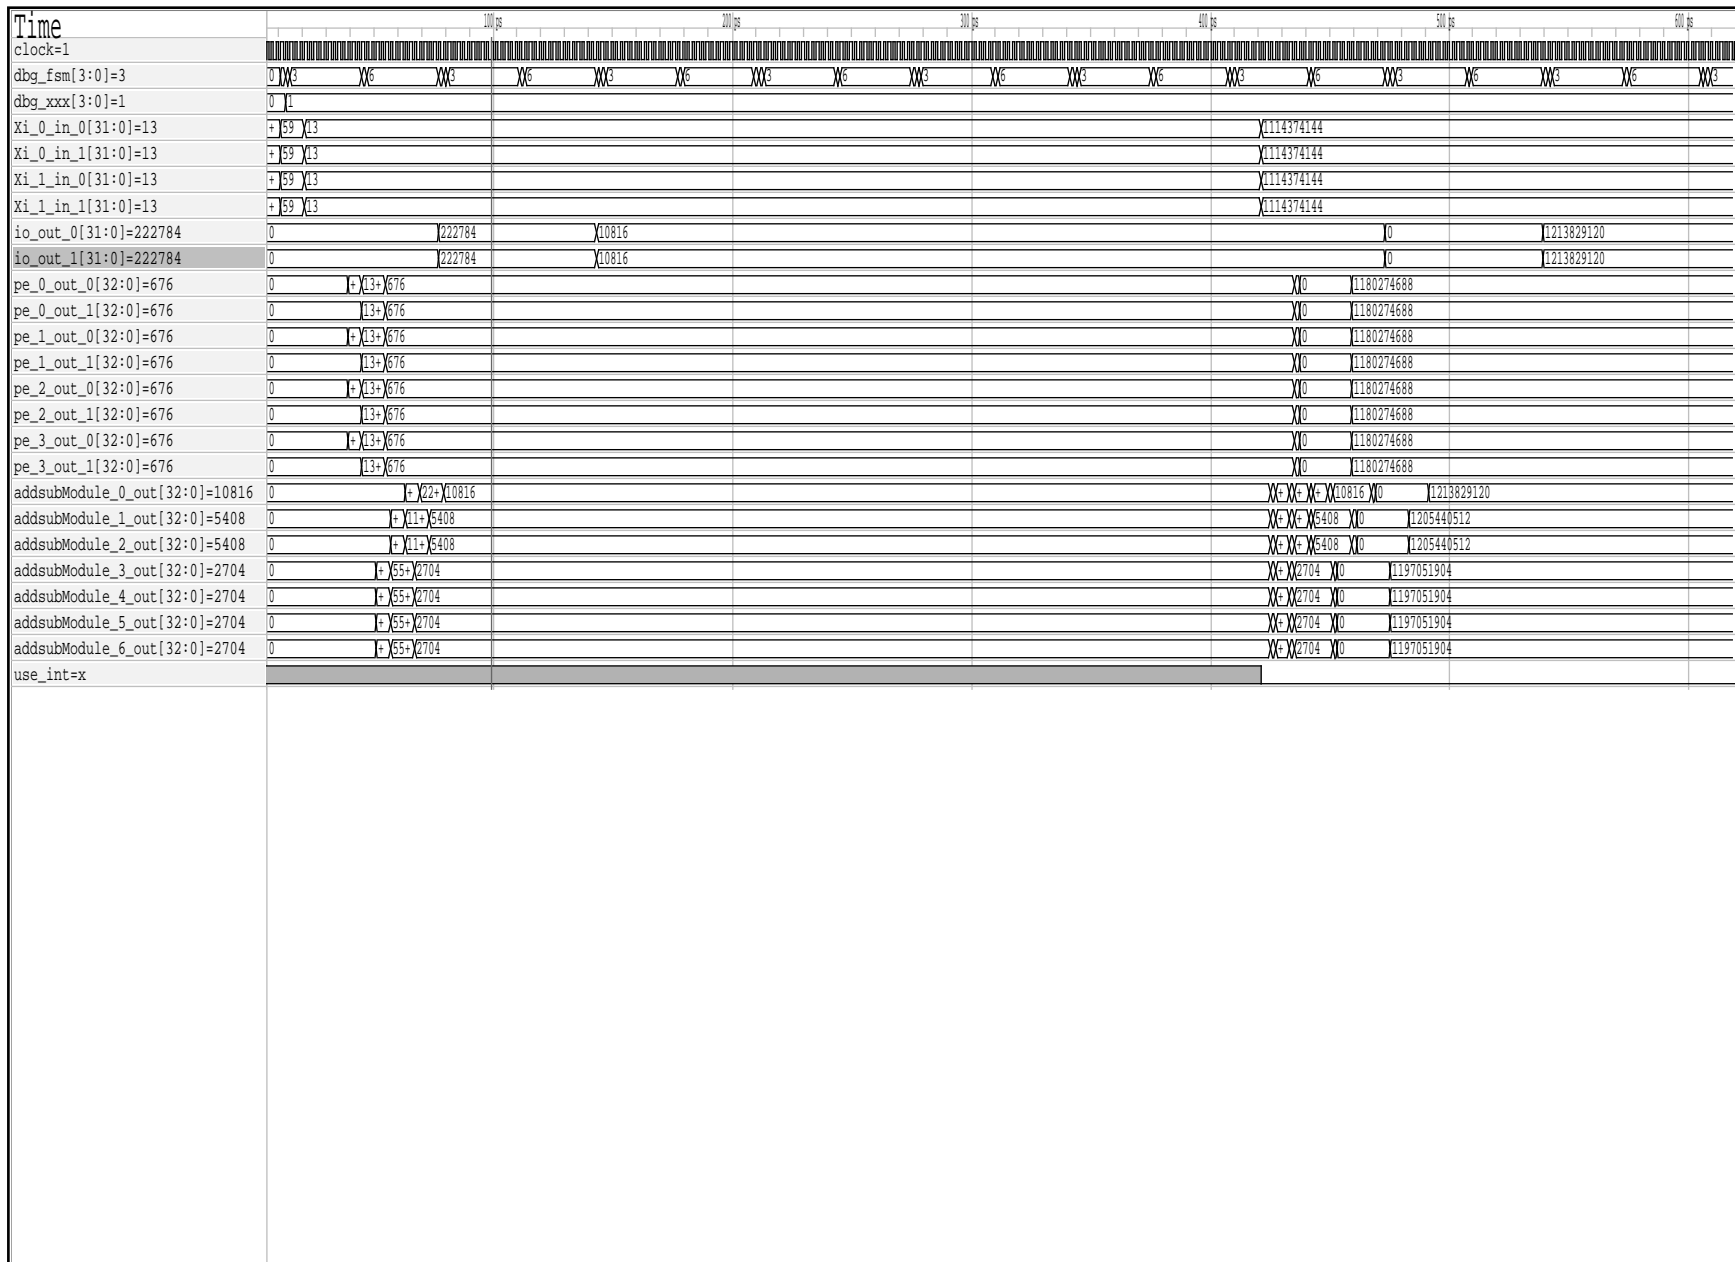 Time 100 ps 200 ps 300 ps 400 ps 500 ps 600 ps
clock=1
dbg_fsm[3:0]=3 0 3 6 3 6 3 6 3 6 3 6 3 6 3 6 3 6 3 6 3
dbg_xxx[3:0]=1 0 1
Xi_0_in_0[31:0]=13 + 59 13 1114374144
Xi_0_in_1[31:0]=13 + 59 13 1114374144
Xi_1_in_0[31:0]=13 + 59 13 1114374144
Xi_1_in_1[31:0]=13 + 59 13 1114374144
io_out_0[31:0]=222784 0 222784 10816 0 1213829120
io_out_1[31:0]=222784 0 222784 10816 0 1213829120
pe_0_out_0[32:0]=676 0 + 13+ 676 0 1180274688
pe_0_out_1[32:0]=676 0 13+ 676 0 1180274688
pe_1_out_0[32:0]=676 0 + 13+ 676 0 1180274688
pe_1_out_1[32:0]=676 0 13+ 676 0 1180274688
pe_2_out_0[32:0]=676 0 + 13+ 676 0 1180274688
pe_2_out_1[32:0]=676 0 13+ 676 0 1180274688
pe_3_out_0[32:0]=676 0 + 13+ 676 0 1180274688
pe_3_out_1[32:0]=676 0 13+ 676 0 1180274688
addsubModule_0_out[32:0]=10816 0 + 22+ 10816 + + + 10816 0 1213829120
addsubModule_1_out[32:0]=5408 0 + 11+ 5408 + + 5408 0 1205440512
addsubModule_2_out[32:0]=5408 0 + 11+ 5408 + + 5408 0 1205440512
addsubModule_3_out[32:0]=2704 0 + 55+ 2704 + 2704 0 1197051904
addsubModule_4_out[32:0]=2704 0 + 55+ 2704 + 2704 0 1197051904
addsubModule_5_out[32:0]=2704 0 + 55+ 2704 + 2704 0 1197051904
addsubModule_6_out[32:0]=2704 0 + 55+ 2704 + 2704 0 1197051904
use_int=x